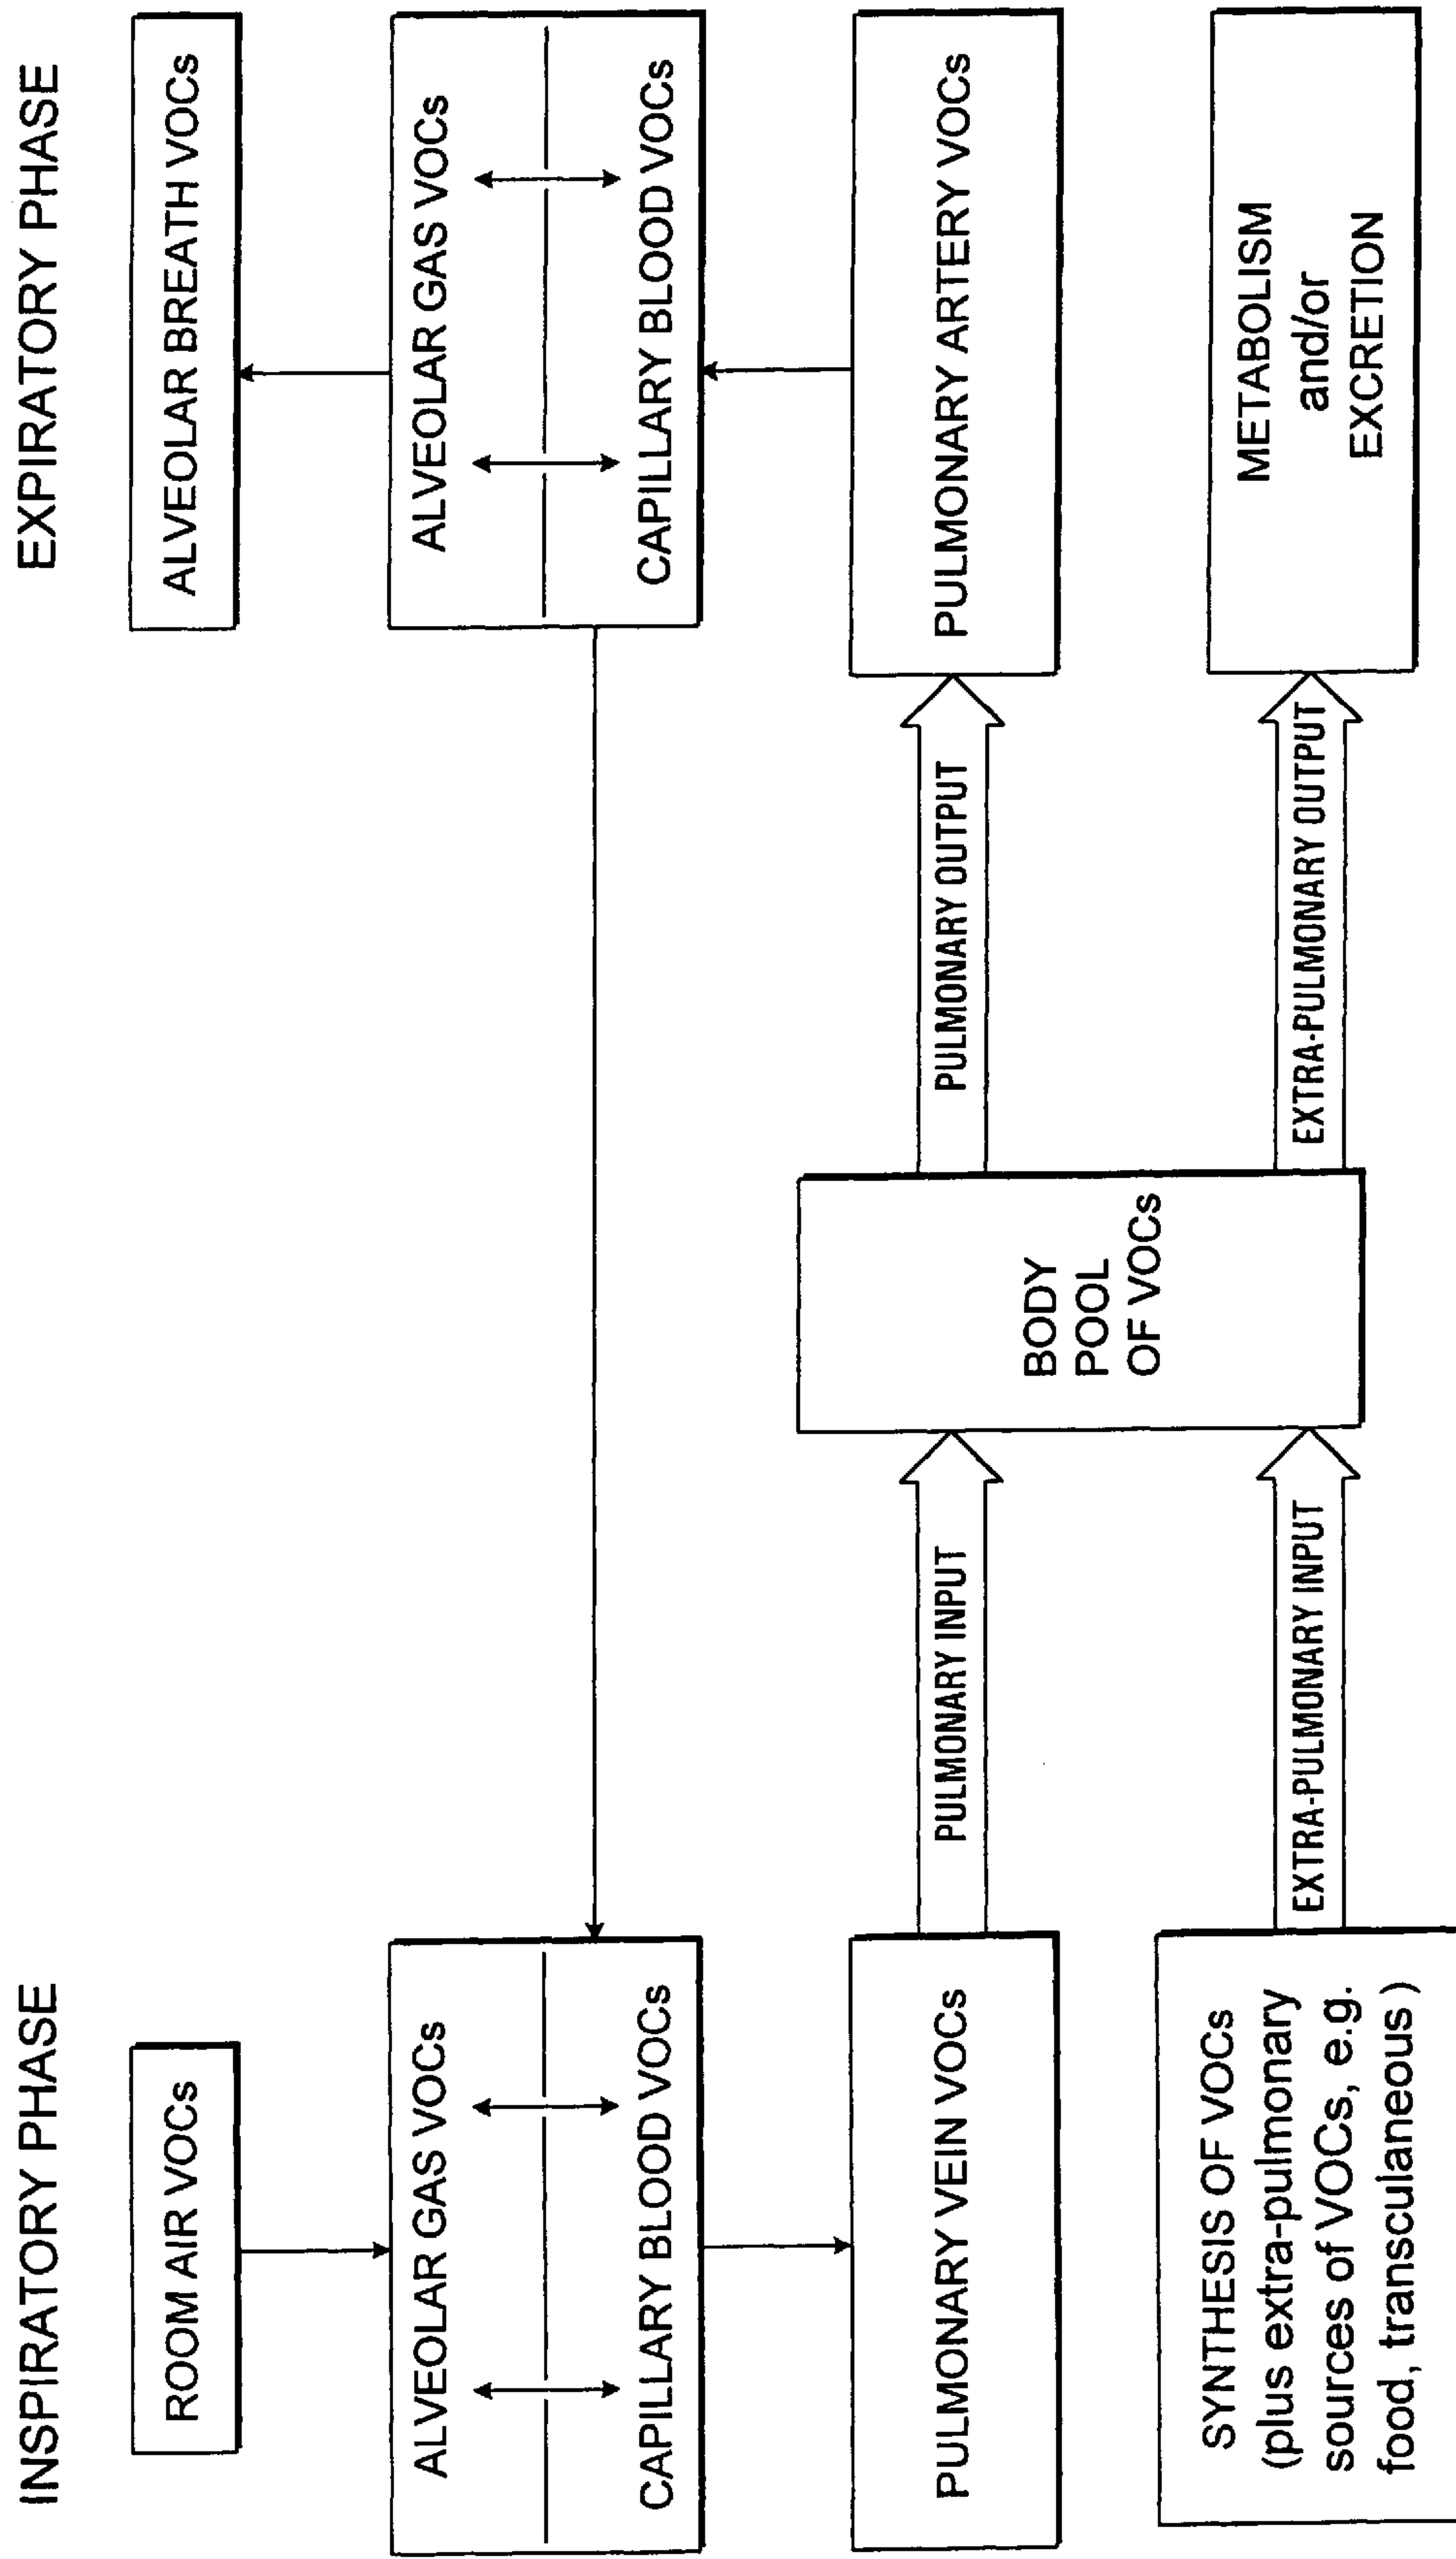 INSPIRATORY PHASE
EXPIRATORY PHASE
ROOM AIR VOCs
ALVEOLAR BREATH VOCs
ALVEOLAR GAS VOCs
CAPILLARY BLOOD VOCs
ALVEOLAR GAS VOCs
CAPILLARY BLOOD VOCs
PULMONARY VEIN VOCs
PULMONARY INPUT
BODY
POOL
OF VOCs
PULMONARY OUTPUT
PULMONARY ARTERY VOCs
SYNTHESIS OF VOCs
(plus extra-pulmonary
sources of VOCs, e.g.
food, transculaneous )
EXTRA-PULMONARY INPUT
EXTRA-PULMONARY OUTPUT
METABOLISM
and/or
EXCRETION